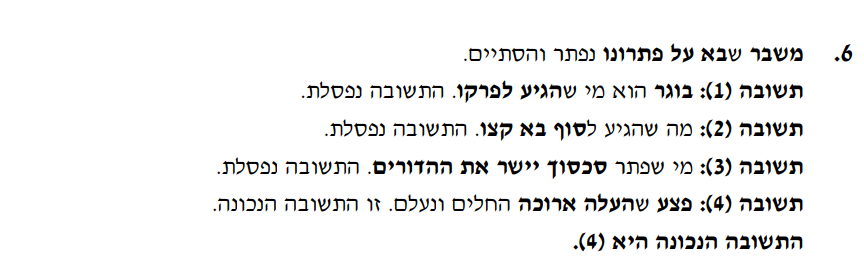 6. משבר שבא על פתרונו נפתר והסתיים.
תשובה (1): בוגר הוא מי שהגיע לפרקו. התשובה נפסלת.
תשובה (2): מה שהגיע לסוף בא קצו. התשובה נפסלת.
תשובה (3): מי שפתר סכסוך יישר את ההדורים. התשובה נפסלת.
תשובה (4): פצע שהעלה ארוכה החלים ונעלם. זו התשובה הנכונה.
התשובה הנכונה היא (4).